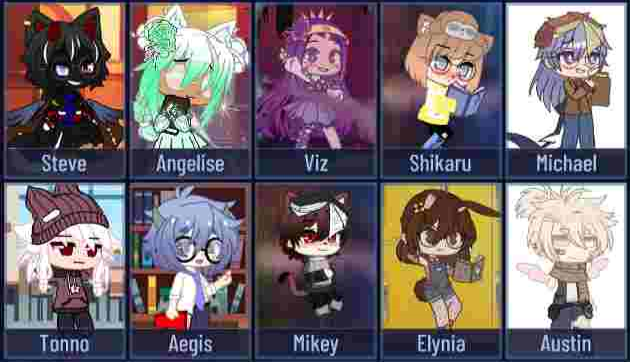 Steve
Angelise
Viz
Shikaru
Michael
Tonno
Aegis
Mikey
Elynia
Austin